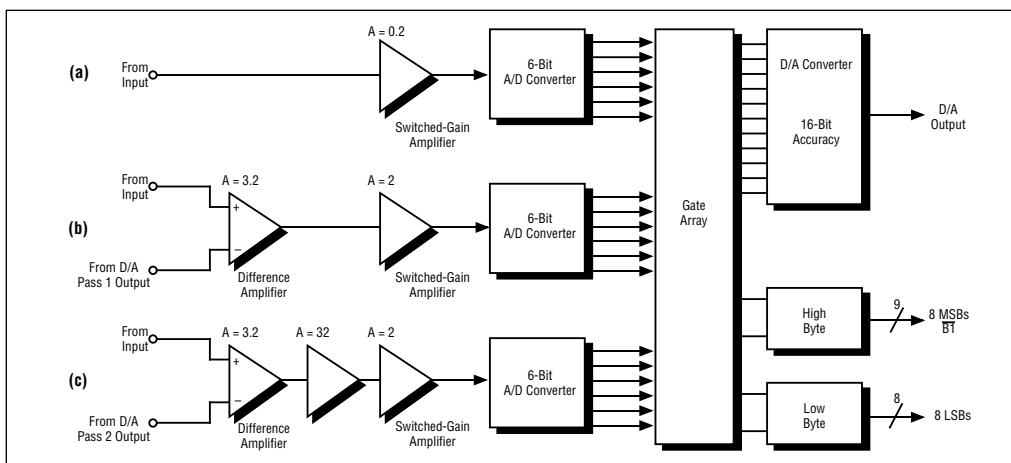 (a)
From
Input
A = 0.2
Switched-Gain
Amplifier
6-Bit
A/D Converter
(b)
From
Input
From D/A
Pass 1 Output
A = 3.2
+
–
Difference
Amplifier
A = 2
Switched-Gain
Amplifier
6-Bit
A/D Converter
(c)
From
Input
From D/A
Pass 2 Output
A = 3.2
+
–
Difference
Amplifier
A = 32
A = 2
Switched-Gain
Amplifier
6-Bit
A/D Converter
Gate
Array
D/A Converter
16-Bit
Accuracy
D/A
Output
High
Byte
9
8 MSBs
B̅1̅
Low
Byte
8
8 LSBs